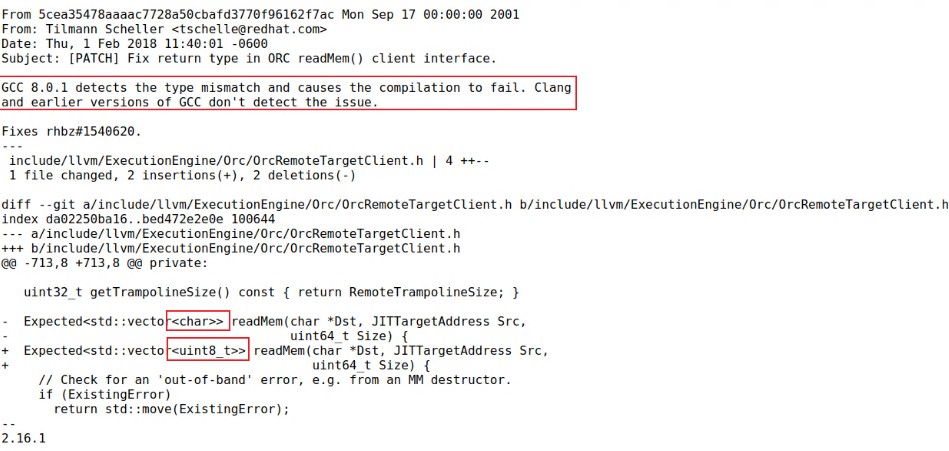 From 5cea35478aaaac7728a50cbafd3770f96162f7ac Mon Sep 17 00:00:00 2001
From: Tilmann Scheller <tschelle@redhat.com>
Date: Thu, 1 Feb 2018 11:40:01 -0600
Subject: [PATCH] Fix return type in ORC readMem() client interface.

GCC 8.0.1 detects the type mismatch and causes the compilation to fail. Clang
and earlier versions of GCC don't detect the issue.

Fixes rhbz#1540620.
---
 include/llvm/ExecutionEngine/Orc/OrcRemoteTargetClient.h | 4 ++--
 1 file changed, 2 insertions(+), 2 deletions(-)

diff --git a/include/llvm/ExecutionEngine/Orc/OrcRemoteTargetClient.h b/include/llvm/ExecutionEngine/Orc/OrcRemoteTargetClient.h
index da02250ba16..bed472e2e0e 100644
--- a/include/llvm/ExecutionEngine/Orc/OrcRemoteTargetClient.h
+++ b/include/llvm/ExecutionEngine/Orc/OrcRemoteTargetClient.h
@@ -713,8 +713,8 @@ private:

   uint32_t getTrampolineSize() const { return RemoteTrampolineSize; }

-  Expected<std::vector<char>> readMem(char *Dst, JITTargetAddress Src,
-                                      uint64_t Size) {
+  Expected<std::vector<uint8_t>> readMem(char *Dst, JITTargetAddress Src,
+                                         uint64_t Size) {
     // Check for an 'out-of-band' error, e.g. from an MM destructor.
     if (ExistingError)
       return std::move(ExistingError);
--
2.16.1